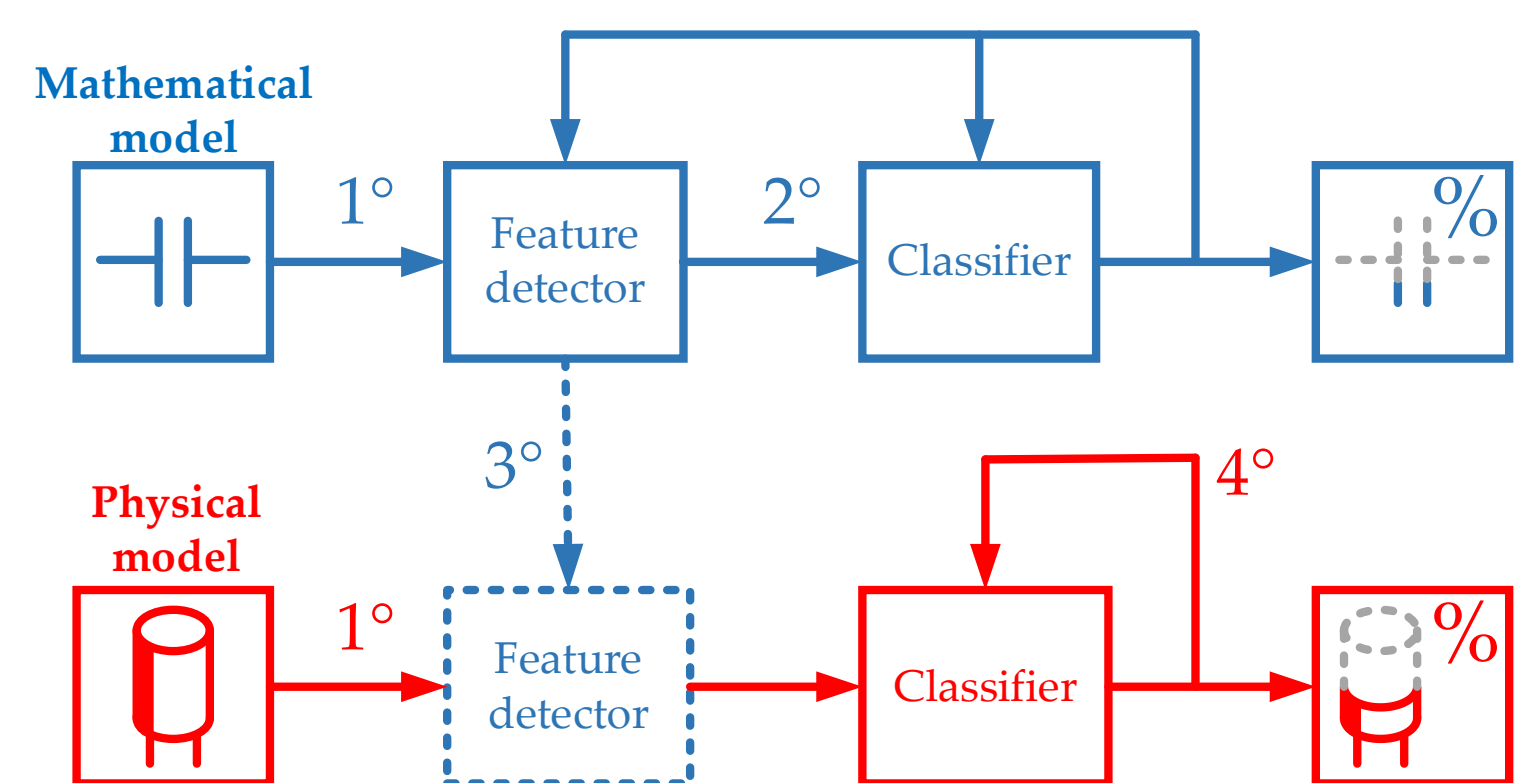 Mathematical
model
1°
Feature
detector
2°
Classifier
%
3°
Physical
model
1°
Feature
detector
Classifier
4°
%